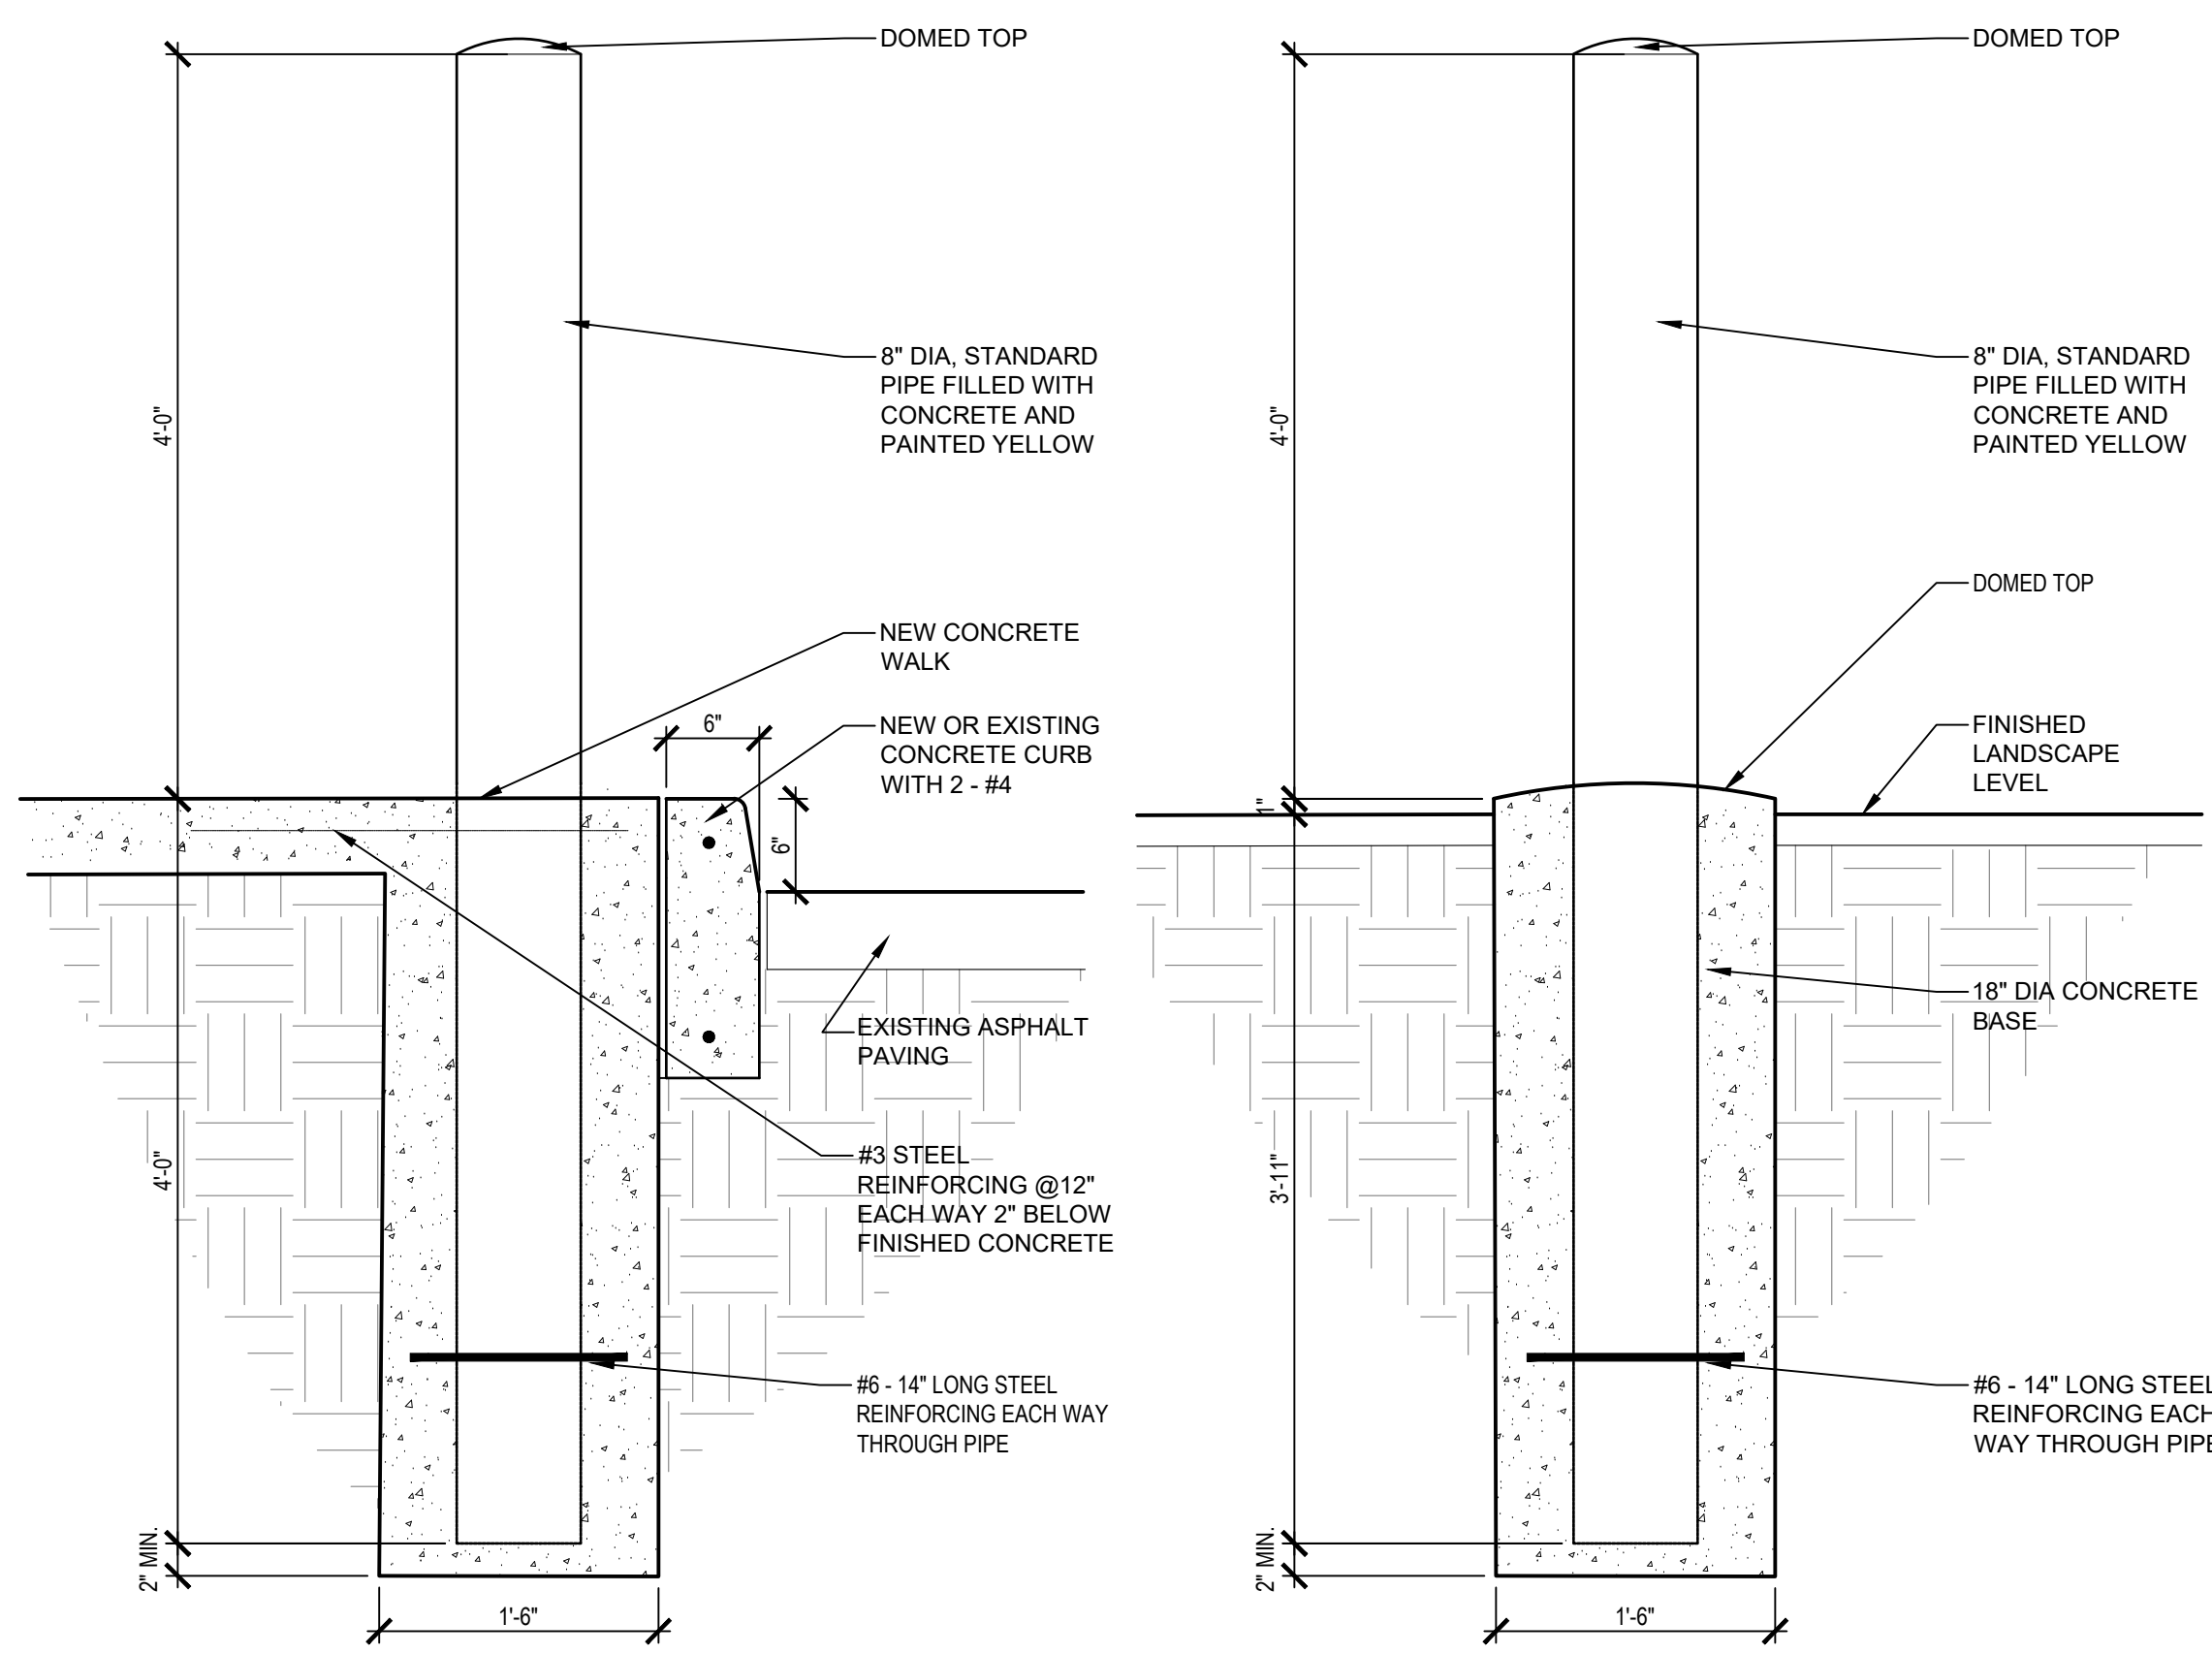 DOMED TOP
8" DIA, STANDARD
PIPE FILLED WITH
CONCRETE AND
PAINTED YELLOW
4'-0"
NEW CONCRETE
WALK
6"
NEW OR EXISTING
CONCRETE CURB
WITH 2 - #4
6"
EXISTING ASPHALT
PAVING
4'-0"
#3 STEEL
REINFORCING @12"
EACH WAY 2" BELOW
FINISHED CONCRETE
#6 - 14" LONG STEEL
REINFORCING EACH WAY
THROUGH PIPE
2" MIN.
1'-6"
DOMED TOP
8" DIA, STANDARD
PIPE FILLED WITH
CONCRETE AND
PAINTED YELLOW
4'-0"
DOMED TOP
FINISHED
LANDSCAPE
LEVEL
1"
18" DIA CONCRETE
BASE
3'-11"
#6 - 14" LONG STEEL
REINFORCING EACH
WAY THROUGH PIPE
2" MIN.
1'-6"